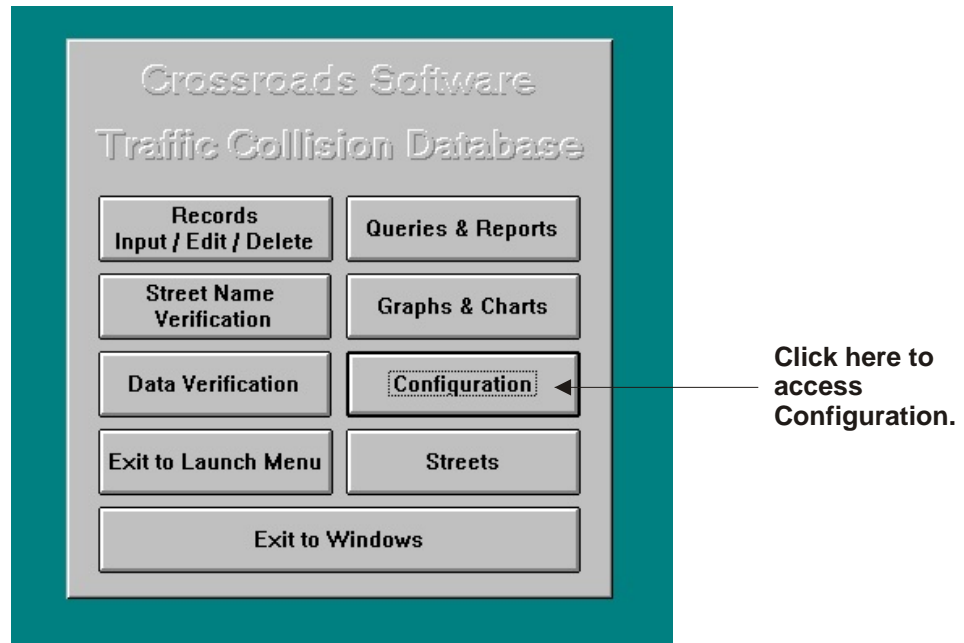 Crossroads Software
Traffic Collision Database
Records
Input / Edit / Delete
Queries & Reports
Street Name
Verification
Graphs & Charts
Data Verification
Configuration
Click here to
access
Configuration.
Exit to Launch Menu
Streets
Exit to Windows